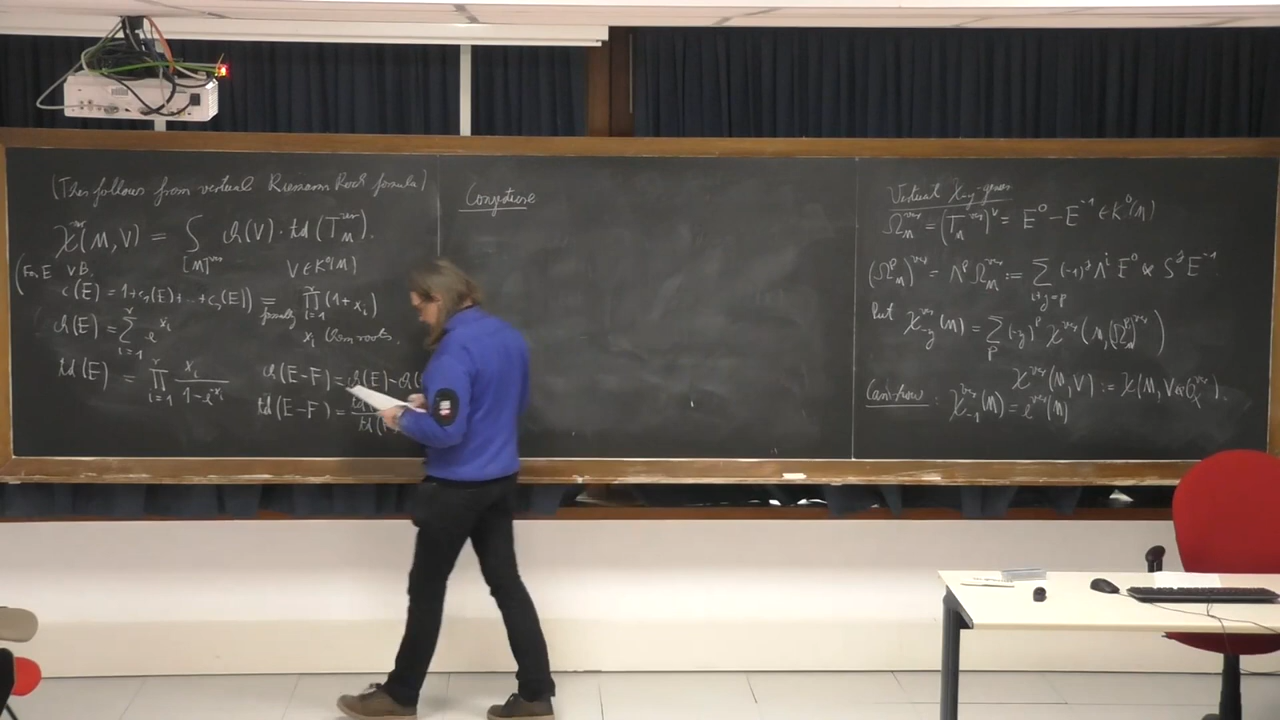 (This follows from virtual Riemann Roch formula)
χ^{vir}(M,V) = ∫_{[M]^{vir}} ch(V) · td(T_M^{vir}).
V ∈ K^0(M)
(For E v.B.
c(E) = 1+c_1(E)+...+c_r(E)) = ∏_{i=1}^{r} (1+x_i)
formally
ch(E) = ∑_{i=1}^{r} e^{x_i}
x_i Chern roots.
td(E) = ∏_{i=1}^{r} x_i / (1-e^{-x_i})
ch(E-F) = ch(E)-ch(
td(E-F) =
Conjecture
Virtual χ_{-y}-genus
Ω_M^{vir} = (T_M^{vir})^∨ = E^0 - E^{-1} ∈ K^0(M)
(Ω_M^p)^{vir} = Λ^p Ω_M^{vir} := ∑_{i+j=p} (-1)^j Λ^i E^0 ⊗ S^j E^{-1}
Put χ_{-y}^{vir}(M) = ∑_p (-y)^p χ^{vir}(M, (Ω_M^p)^{vir})
χ^{vir}(M,V) := χ(M, V⊗O_X^{vir}).
Can show : χ_{-1}^{vir}(M) = e^{vir}(M)